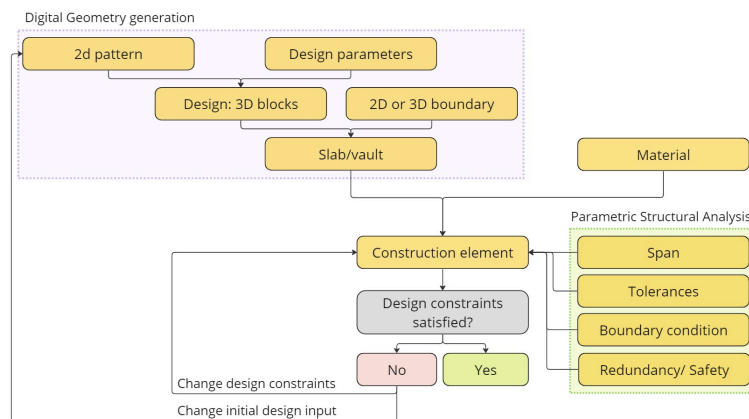 Digital Geometry generation
2d pattern
Design parameters
Design: 3D blocks
2D or 3D boundary
Slab/vault
Material
Parametric Structural Analysis
Construction element
Span
Tolerances
Design constraints
satisfied?
Boundary condition
No
Yes
Redundancy/ Safety
Change design constraints
Change initial design input